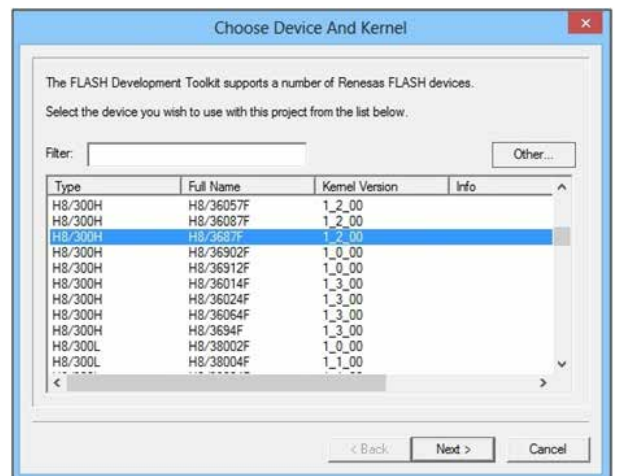 Choose Device And Kernel
The FLASH Development Toolkit supports a number of Renesas FLASH devices.
Select the device you wish to use with this project from the list below.
Filter: Other...
Type Full Name Kernel Version Info
H8/300H H8/36057F 1_2_00
H8/300H H8/36087F 1_2_00
H8/300H H8/3687F 1_2_00
H8/300H H8/36902F 1_0_00
H8/300H H8/36912F 1_0_00
H8/300H H8/36014F 1_3_00
H8/300H H8/36024F 1_3_00
H8/300H H8/36064F 1_3_00
H8/300H H8/3694F 1_3_00
H8/300L H8/38002F 1_0_00
H8/300L H8/38004F 1_1_00
< Back Next > Cancel